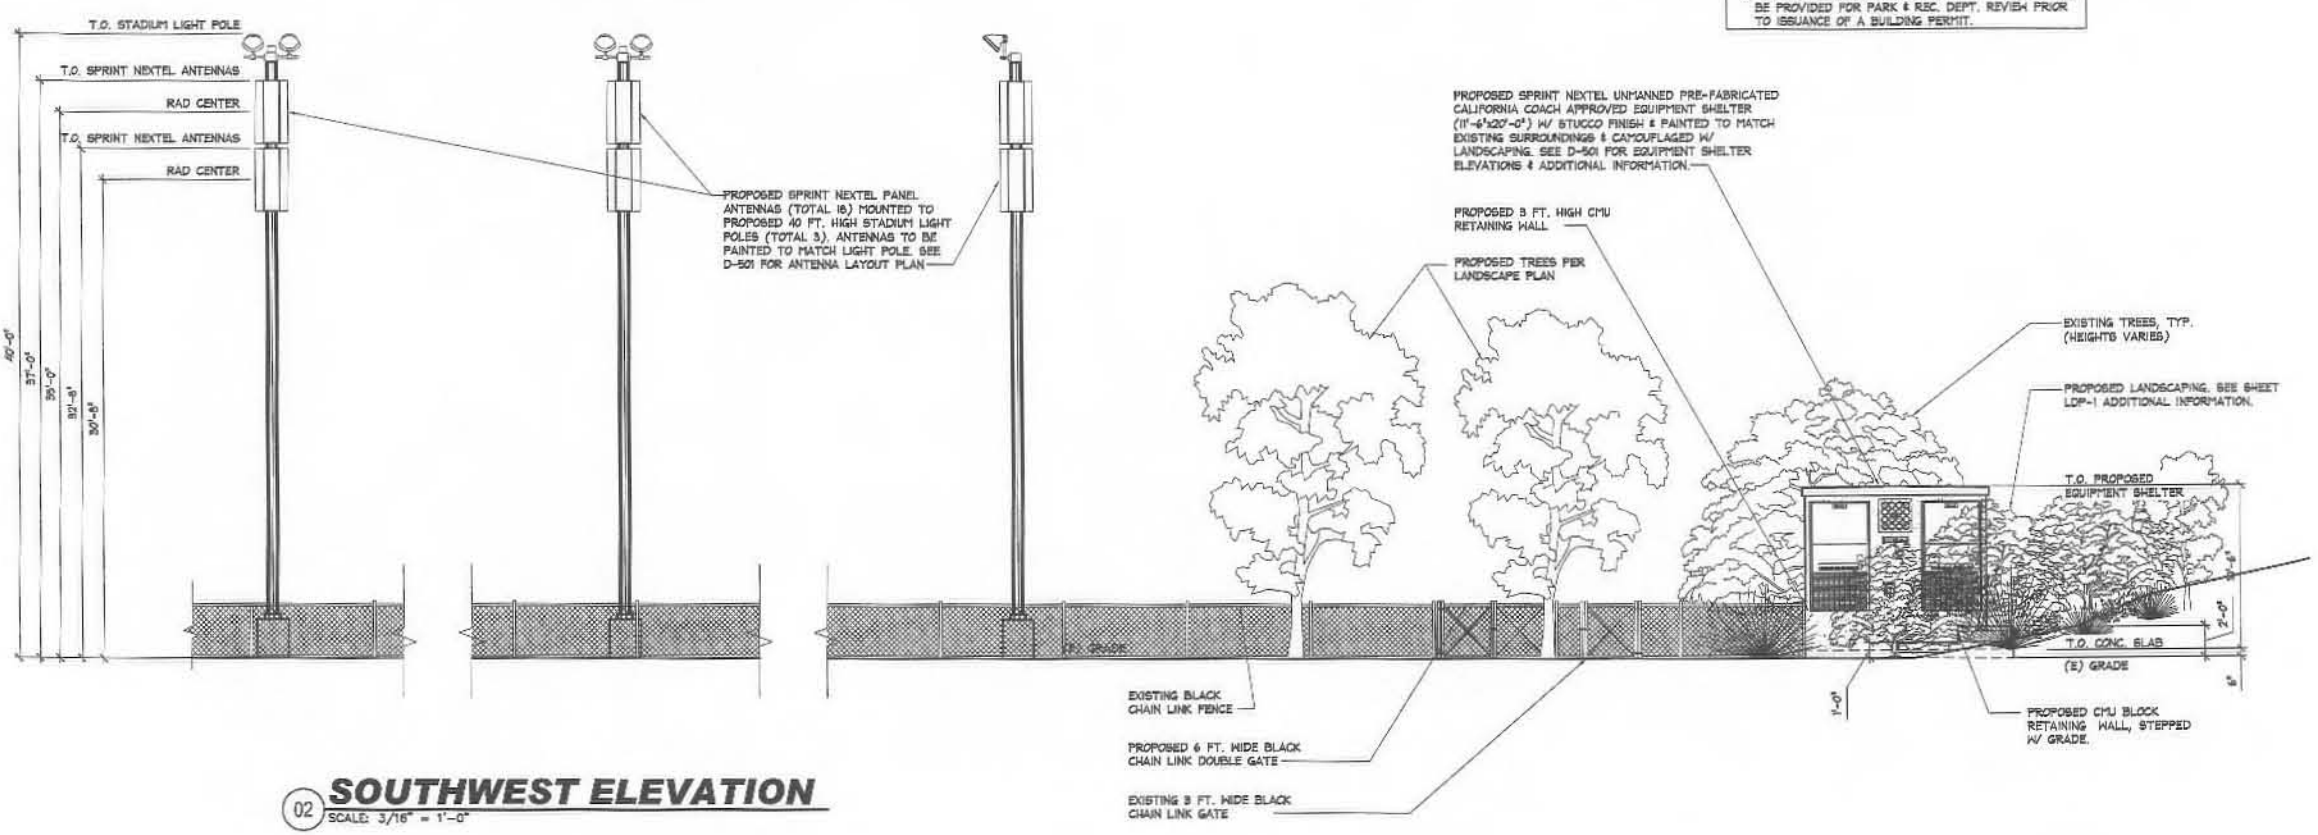 BE PROVIDED FOR PARK & REC. DEPT. REVIEW PRIOR
TO ISSUANCE OF A BUILDING PERMIT.
T.O. STADIUM LIGHT POLE
T.O. SPRINT NEXTEL ANTENNAS
RAD CENTER
T.O. SPRINT NEXTEL ANTENNAS
RAD CENTER
40'-0"
37'-0"
35'-0"
32'-8"
30'-8"
PROPOSED SPRINT NEXTEL PANEL
ANTENNAS (TOTAL 18) MOUNTED TO
PROPOSED 40 FT. HIGH STADIUM LIGHT
POLES (TOTAL 3). ANTENNAS TO BE
PAINTED TO MATCH LIGHT POLE. SEE
D-501 FOR ANTENNA LAYOUT PLAN
PROPOSED SPRINT NEXTEL UNMANNED PRE-FABRICATED
CALIFORNIA COACH APPROVED EQUIPMENT SHELTER
(11'-6"x20'-0") W/ STUCCO FINISH & PAINTED TO MATCH
EXISTING SURROUNDINGS & CAMOUFLAGED W/
LANDSCAPING. SEE D-501 FOR EQUIPMENT SHELTER
ELEVATIONS & ADDITIONAL INFORMATION.
PROPOSED 3 FT. HIGH CMU
RETAINING WALL
PROPOSED TREES PER
LANDSCAPE PLAN
EXISTING TREES, TYP.
(HEIGHTS VARIES)
PROPOSED LANDSCAPING. SEE SHEET
LDP-1 ADDITIONAL INFORMATION.
T.O. PROPOSED
EQUIPMENT SHELTER
2'-0"
T.O. CONC. SLAB
(E) GRADE
6"
(E) GRADE
1'-0"
PROPOSED CMU BLOCK
RETAINING WALL, STEPPED
W/ GRADE.
EXISTING BLACK
CHAIN LINK FENCE
PROPOSED 6 FT. WIDE BLACK
CHAIN LINK DOUBLE GATE
EXISTING 3 FT. WIDE BLACK
CHAIN LINK GATE
02 SOUTHWEST ELEVATION
SCALE: 3/16" = 1'-0"